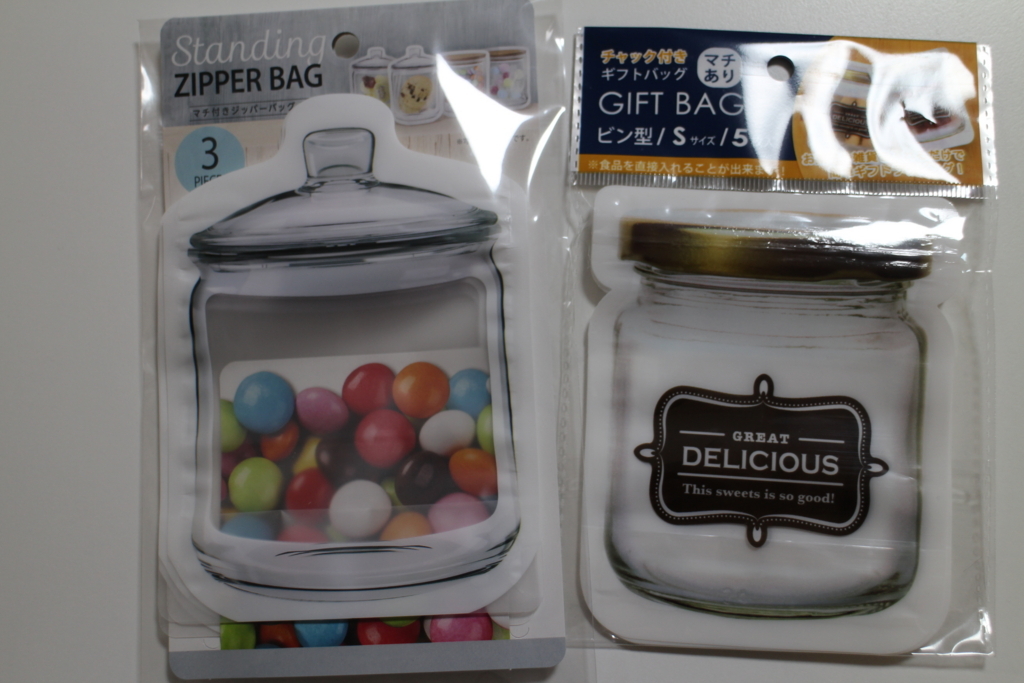 Standing
ZIPPER BAG
マチ付きジッパーバッグ
3
チャック付き
ギフトバッグ
マチ
あり
GIFT BAG
ビン型/Sサイズ/5
※食品を直接入れることが出来ます
GREAT
DELICIOUS
This sweets is so good!